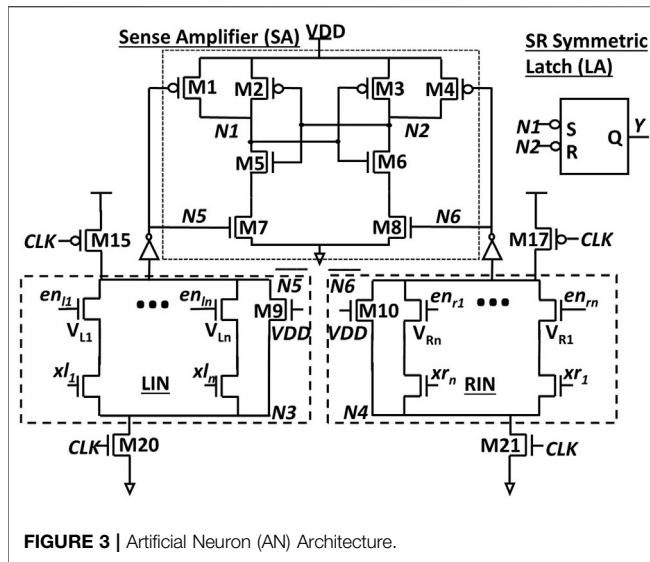 Sense Amplifier (SA)
VDD
SR Symmetric
Latch (LA)
M1
M2
M3
M4
N1
N2
N1
S
Q
Y
N2
R
M5
M6
N5
M7
M8
N6
CLK
M15
M17
CLK
N5
N6
en_l1
•••
en_ln
M9
M10
en_r1
•••
en_rn
V_L1
V_Ln
VDD
VDD
V_Rn
V_R1
xl_1
LIN
xl_n
xr_n
RIN
xr_1
N3
N4
CLK
M20
M21
CLK
FIGURE 3 | Artificial Neuron (AN) Architecture.